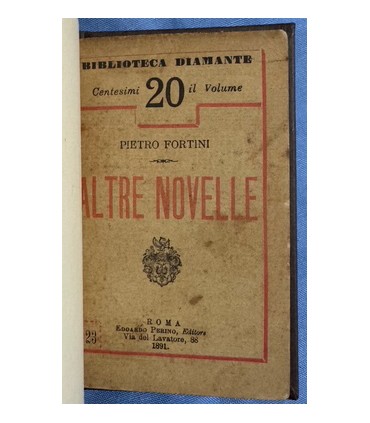 BIBLIOTECA DIAMANTE
Centesimi 20 il Volume
PIETRO FORTINI
ALTRE NOVELLE
ROMA
EDOARDO PERINO, Editore
Via del Lavatore, 88
1891.
23